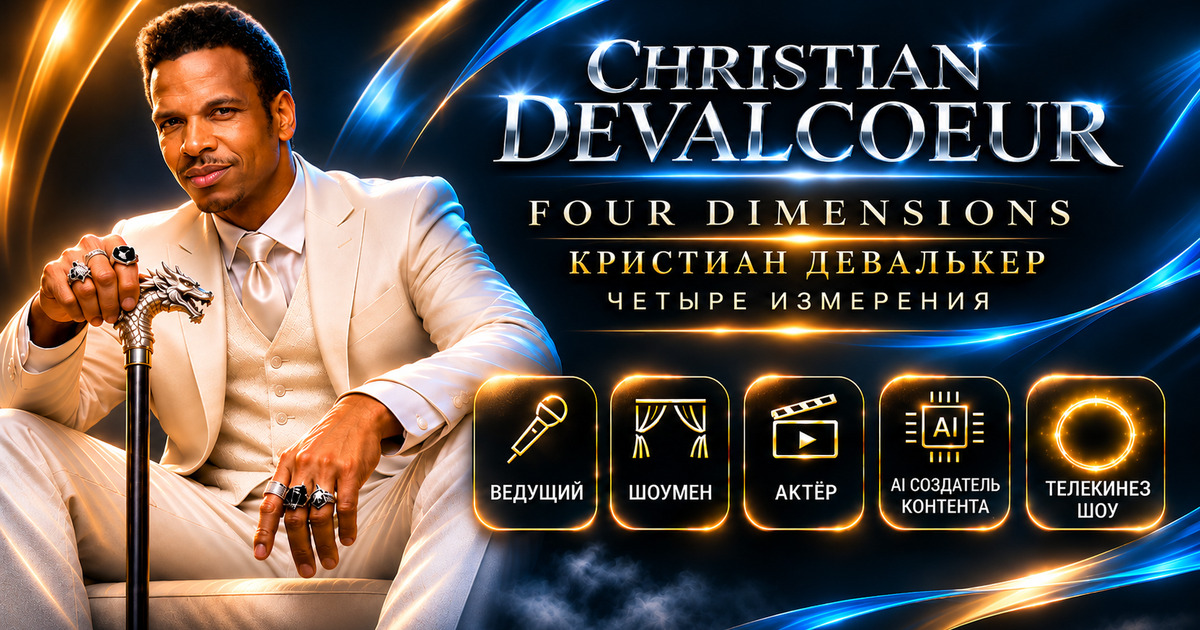 CHRISTIAN
DEVALCOEUR
FOUR DIMENSIONS
КРИСТИАН ДЕВАЛЬКЕР
ЧЕТЫРЕ ИЗМЕРЕНИЯ
ВЕДУЩИЙ
ШОУМЕН
АКТЁР
AI
AI СОЗДАТЕЛЬ
КОНТЕНТА
ТЕЛЕКИНЕЗ
ШОУ